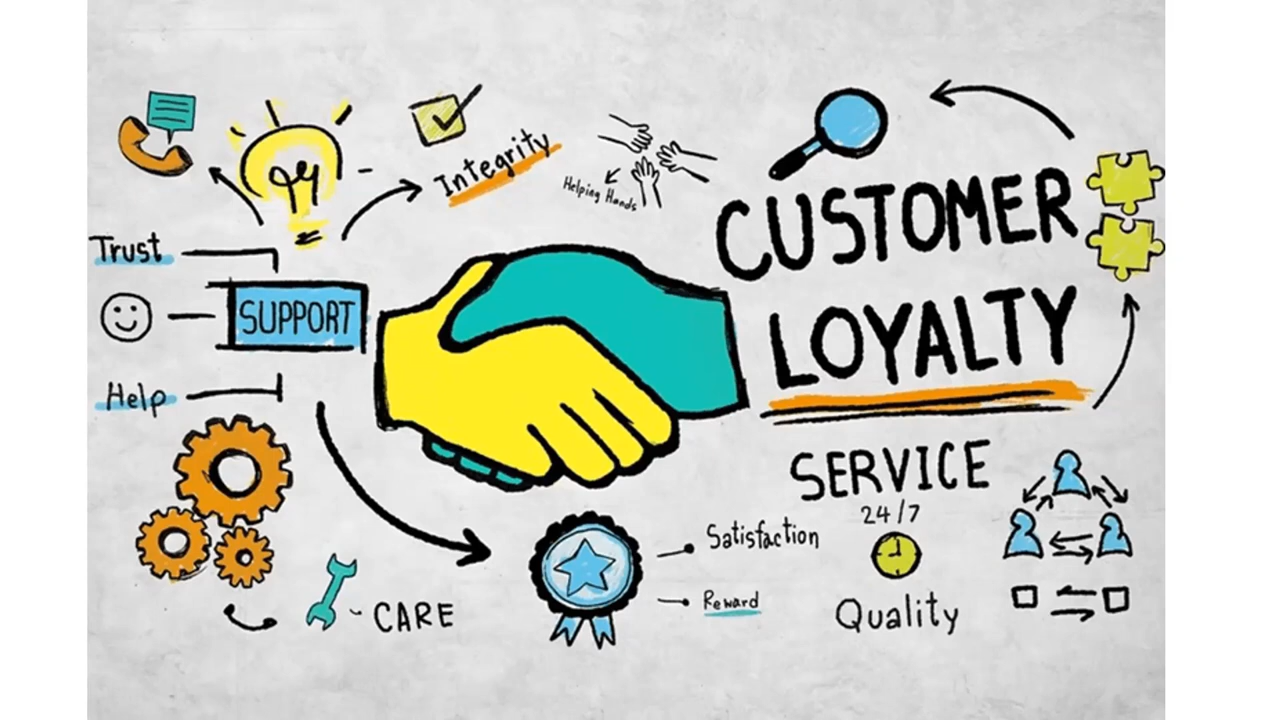 Integrity
Helping Hands
CUSTOMER
LOYALTY
Trust
SUPPORT
Help
SERVICE
24/7
Satisfaction
Reward
CARE
Quality